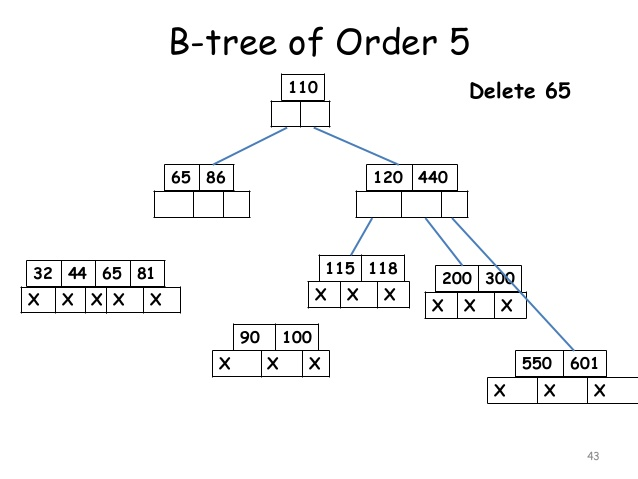 B-tree of Order 5
110
Delete 65
65 86
120 440
32 44 65 81
X X X X X
115 118
X X X
200 300
X X X
90 100
X X X
550 601
X X X
43